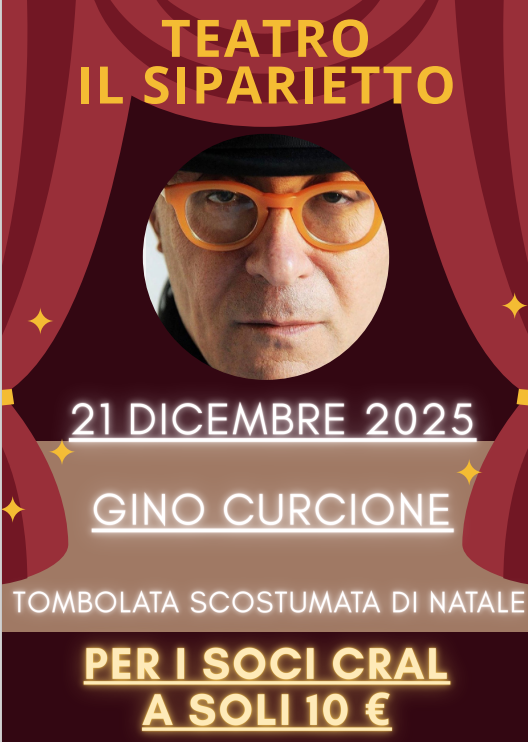 TEATRO
IL SIPARIETTO
21 DICEMBRE 2025
GINO CURCIONE
TOMBOLATA SCOSTUMATA DI NATALE
PER I SOCI CRAL
A SOLI 10 €